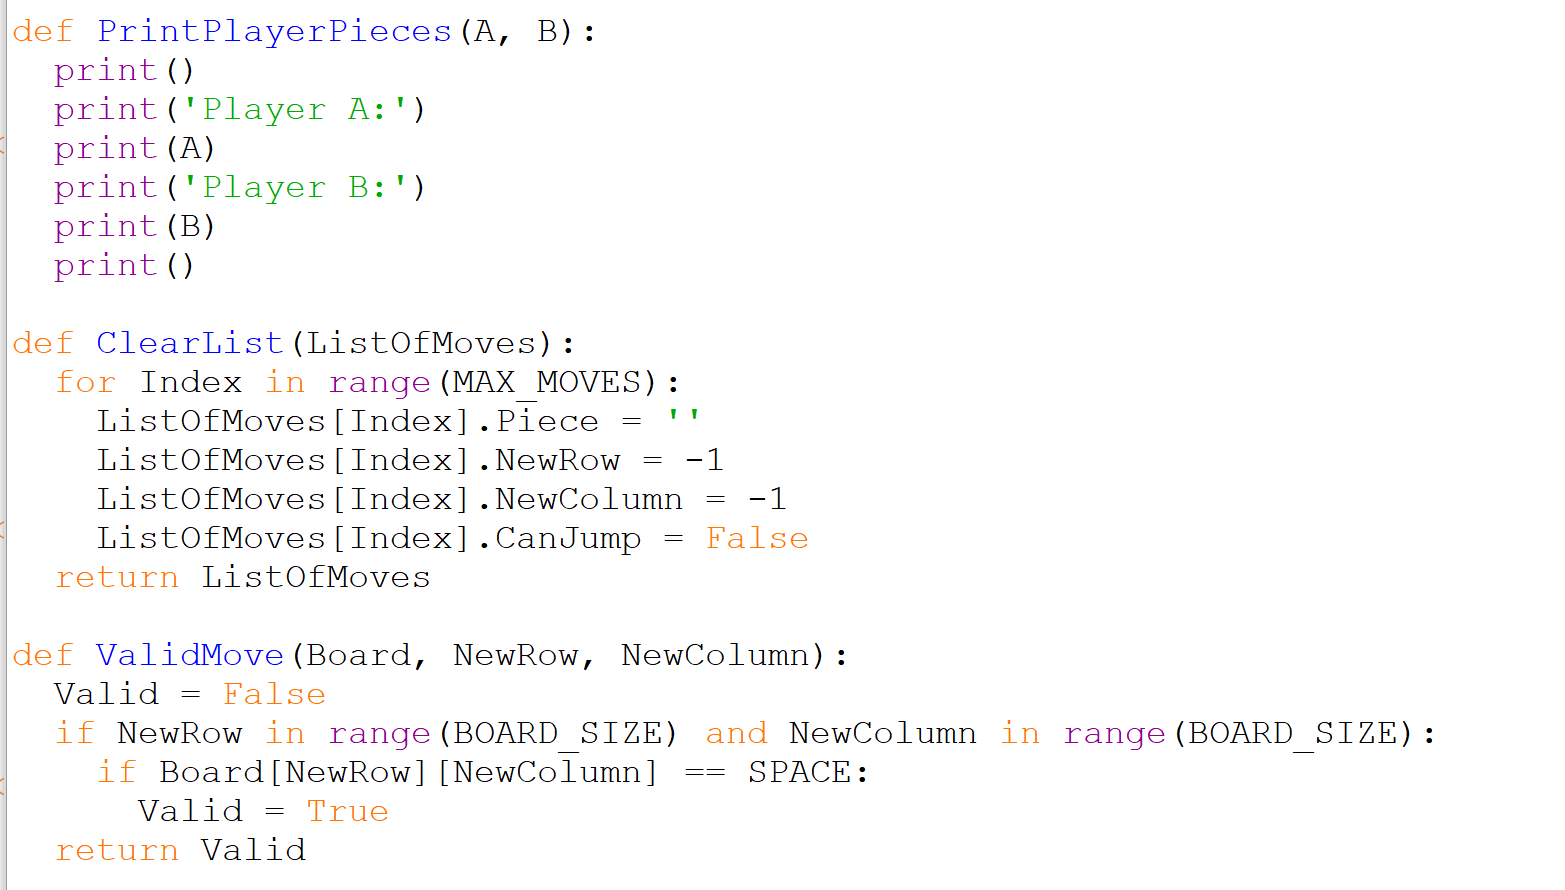 def PrintPlayerPieces(A, B):
  print()
  print('Player A:')
  print(A)
  print('Player B:')
  print(B)
  print()

def ClearList(ListOfMoves):
  for Index in range(MAX_MOVES):
    ListOfMoves[Index].Piece = ''
    ListOfMoves[Index].NewRow = -1
    ListOfMoves[Index].NewColumn = -1
    ListOfMoves[Index].CanJump = False
  return ListOfMoves

def ValidMove(Board, NewRow, NewColumn):
  Valid = False
  if NewRow in range(BOARD_SIZE) and NewColumn in range(BOARD_SIZE):
    if Board[NewRow][NewColumn] == SPACE:
      Valid = True
  return Valid